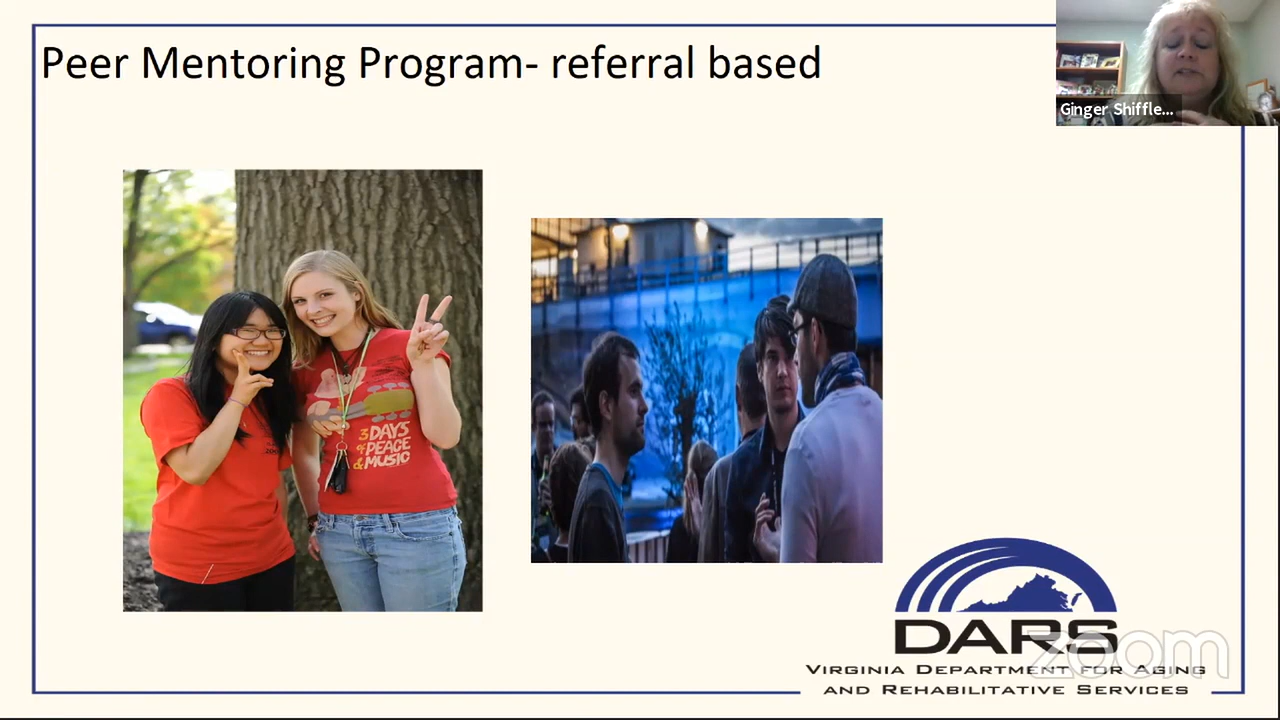 Peer Mentoring Program- referral based
Ginger Shiffle...
3 DAYS
of PEACE
& MUSIC
DARS
zoom
VIRGINIA DEPARTMENT FOR AGING
AND REHABILITATIVE SERVICES